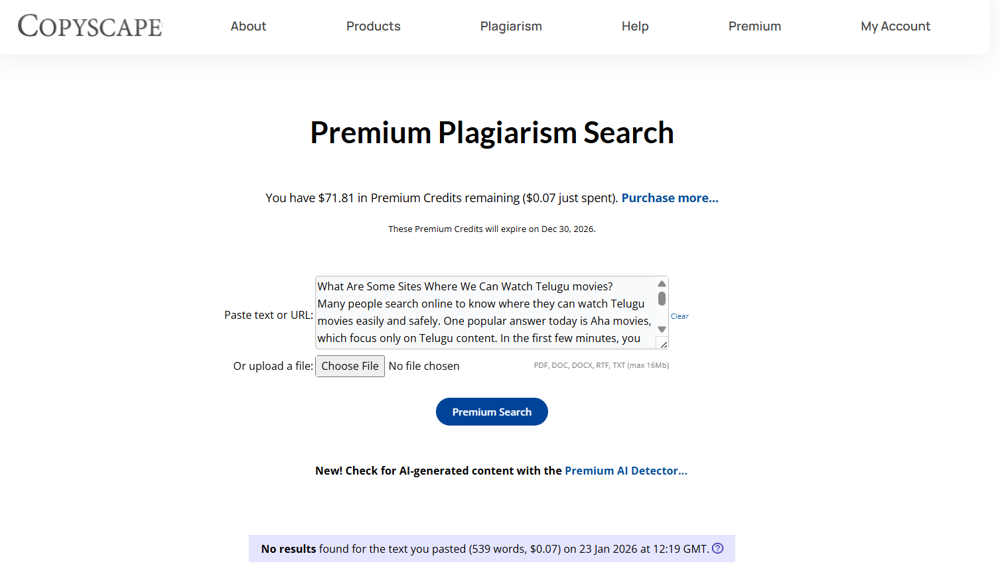 COPYSCAPE
About Products Plagiarism Help Premium My Account
Premium Plagiarism Search
You have $71.81 in Premium Credits remaining ($0.07 just spent). Purchase more...
These Premium Credits will expire on Dec 30, 2026.
Paste text or URL:
What Are Some Sites Where We Can Watch Telugu movies?
Many people search online to know where they can watch Telugu
movies easily and safely. One popular answer today is Aha movies,
which focus only on Telugu content. In the first few minutes, you
Clear
Or upload a file: Choose File No file chosen PDF, DOC, DOCX, RTF, TXT (max 16Mb)
Premium Search
New! Check for AI-generated content with the Premium AI Detector...
No results found for the text you pasted (539 words, $0.07) on 23 Jan 2026 at 12:19 GMT. ?